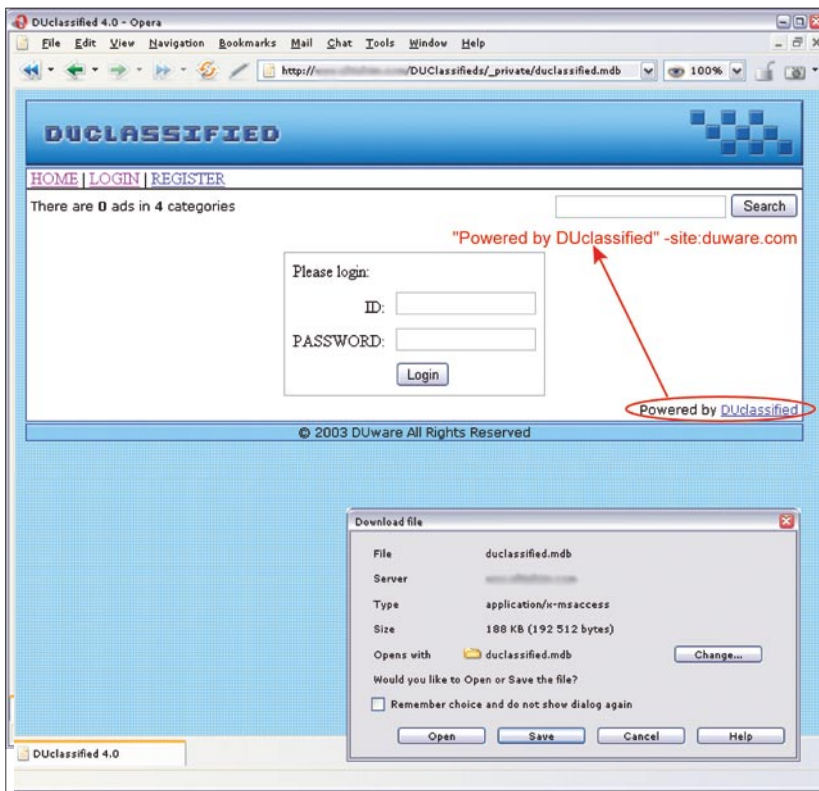 DUclassified 4.0 - Opera
File Edit View Navigation Bookmarks Mail Chat Tools Window Help
http:// /DUClassifieds/_private/duclassified.mdb 100%
DUCLASSIFIED
HOME | LOGIN | REGISTER
There are 0 ads in 4 categories Search
"Powered by DUclassified" -site:duware.com
Please login:
ID:
PASSWORD:
Login
Powered by DUclassified
© 2003 DUware All Rights Reserved
Download file
File duclassified.mdb
Server
Type application/x-msaccess
Size 188 KB (192 512 bytes)
Opens with duclassified.mdb Change...
Would you like to Open or Save the file?
Remember choice and do not show dialog again
Open Save Cancel Help
DUclassified 4.0